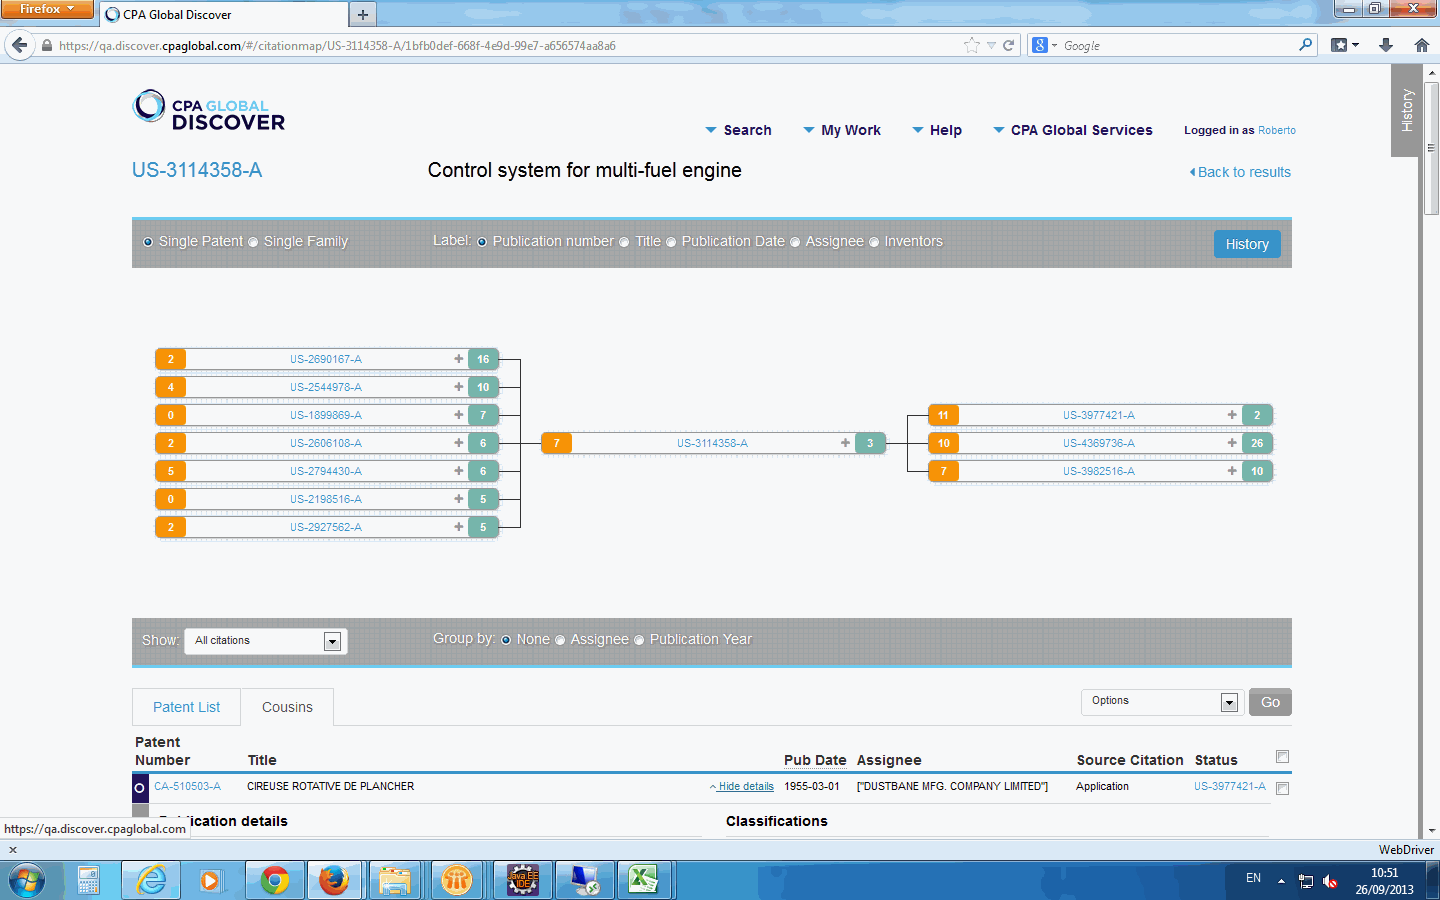 Firefox
CPA Global Discover
https://qa.discover.cpaglobal.com/#/citationmap/US-3114358-A/1bfb0def-668f-4e9d-99e7-a656574aa8a6
Google
History
CPA GLOBAL
DISCOVER
Search My Work Help CPA Global Services Logged in as Roberto
US-3114358-A Control system for multi-fuel engine Back to results
Single Patent Single Family Label: Publication number Title Publication Date Assignee Inventors History
2 US-2690167-A + 16
4 US-2544978-A + 10
0 US-1899869-A + 7
2 US-2606108-A + 6
5 US-2794430-A + 6
0 US-2198516-A + 5
2 US-2927562-A + 5
7 US-3114358-A + 3
11 US-3977421-A + 2
10 US-4369736-A + 26
7 US-3982516-A + 10
Show: All citations Group by: None Assignee Publication Year
Patent List Cousins Options Go
Patent
Number Title Pub Date Assignee Source Citation Status
CA-510503-A CIREUSE ROTATIVE DE PLANCHER Hide details 1955-03-01 ["DUSTBANE MFG. COMPANY LIMITED"] Application US-3977421-A
Publication details Classifications
https://qa.discover.cpaglobal.com
x WebDriver
Java EE
IDE
EN 10:51
26/09/2013